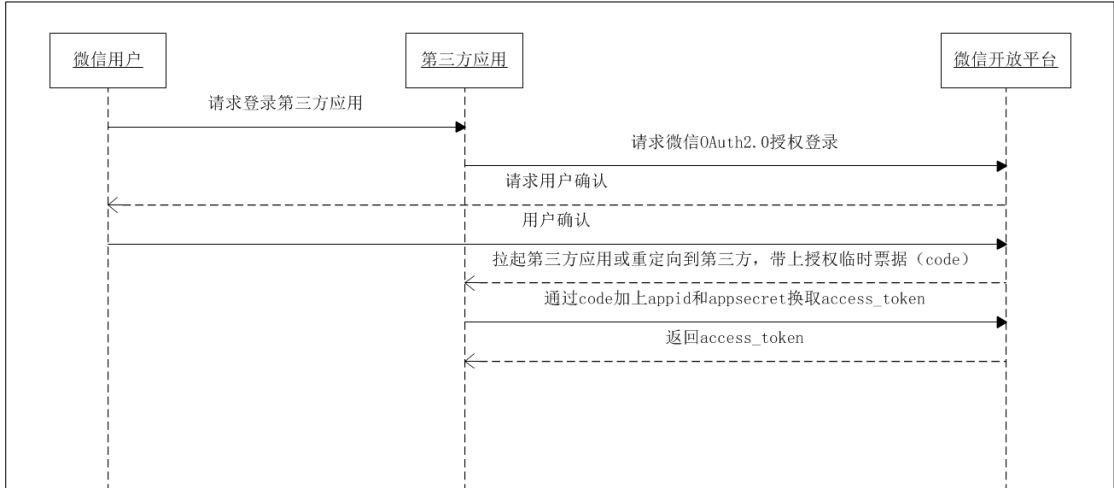 微信用户
第三方应用
微信开放平台
请求登录第三方应用
请求微信OAuth2.0授权登录
请求用户确认
用户确认
拉起第三方应用或重定向到第三方，带上授权临时票据（code）
通过code加上appid和appsecret换取access_token
返回access_token